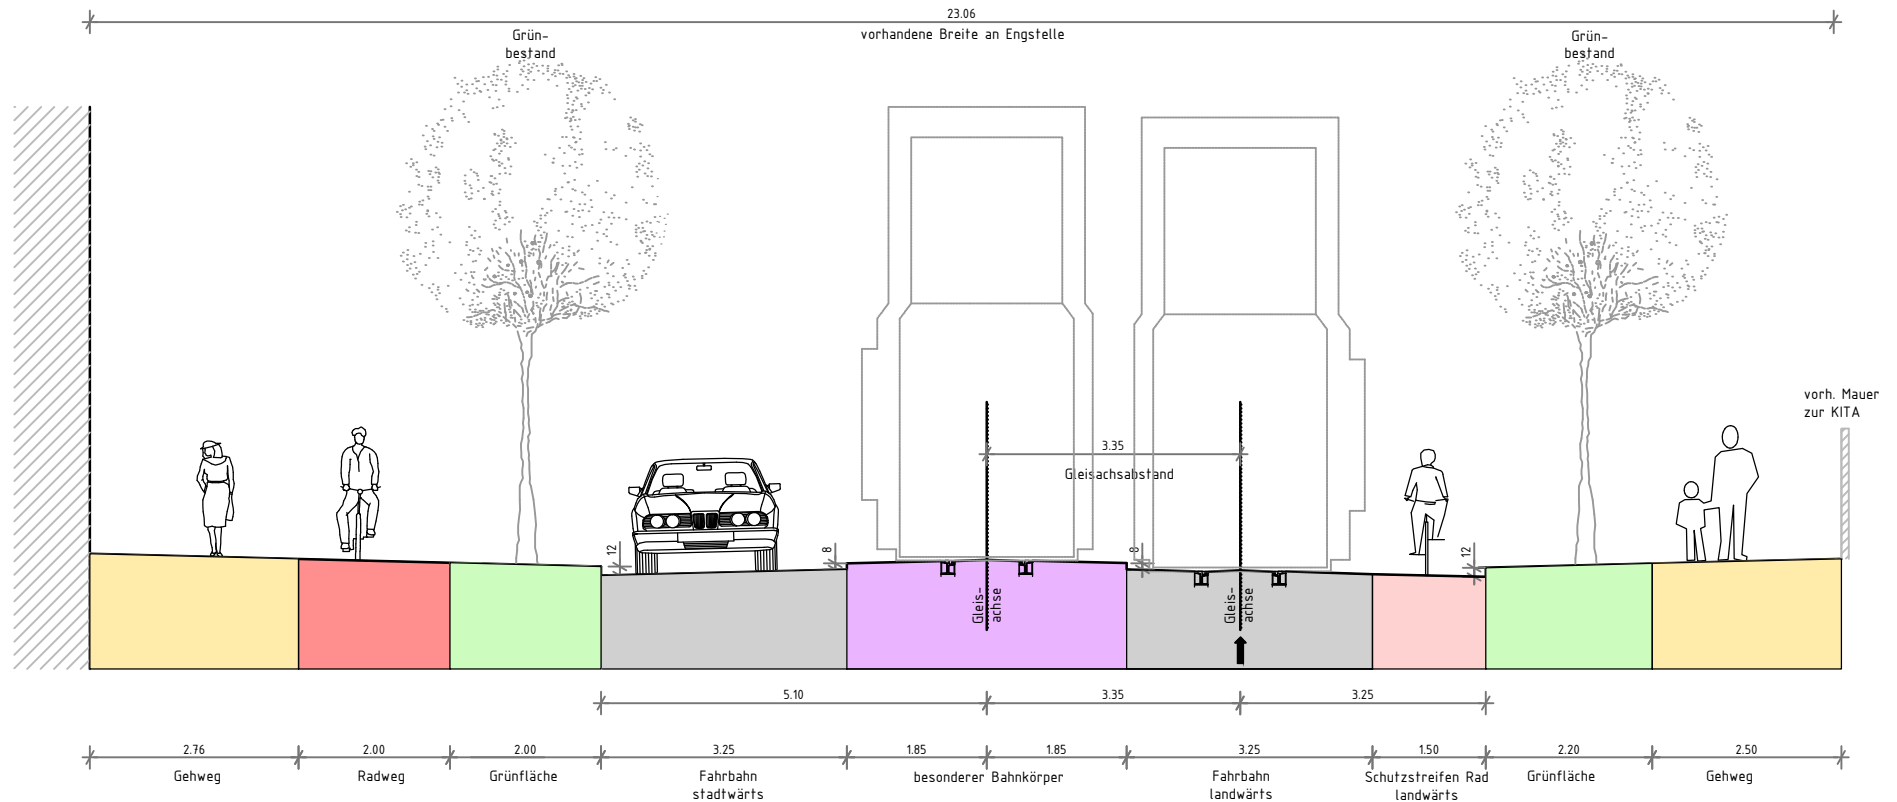 23.06
vorhandene Breite an Engstelle
Grün-
bestand
Grün-
bestand
vorh. Mauer
zur KITA
3.35
Gleisachsabstand
12
8
8
12
Gleis-
achse
Gleis-
achse
5.10
3.35
3.25
2.76
2.00
2.00
3.25
1.85
1.85
3.25
1.50
2.20
2.50
Gehweg
Radweg
Grünfläche
Fahrbahn
stadtwärts
besonderer Bahnkörper
Fahrbahn
landwärts
Schutzstreifen Rad
landwärts
Grünfläche
Gehweg